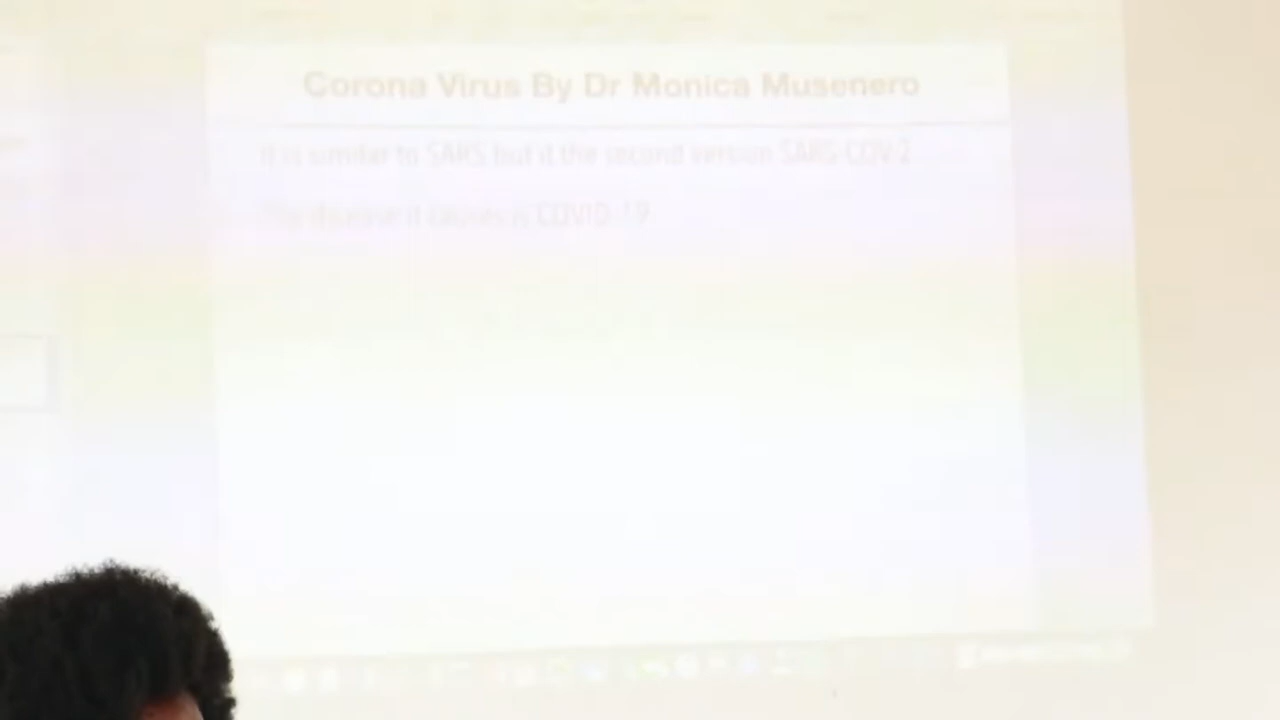 Corona Virus By Dr Monica Musenero
It is similar to SARS but it the second version SARS COV-2
The disease it causes is COVID-19.